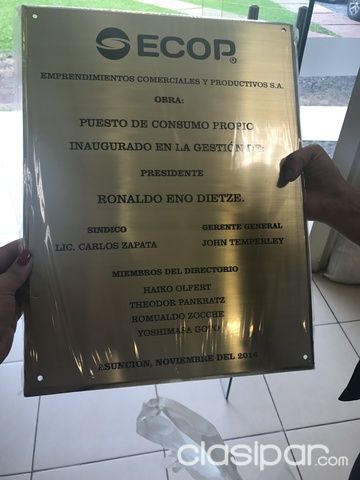 ECOP®
EMPRENDIMIENTOS COMERCIALES Y PRODUCTIVOS S.A.
OBRA:
PUESTO DE CONSUMO PROPIO
INAUGURADO EN LA GESTIÓN DE:
PRESIDENTE
RONALDO ENO DIETZE.
SINDICO
LIC. CARLOS ZAPATA
GERENTE GENERAL
JOHN TEMPERLEY
MIEMBROS DEL DIRECTORIO
HAIKO OLFERT
THEODOR PANKRATZ
ROMUALDO ZOCCHE
YOSHIMASA GOTO
ASUNCIÓN, NOVIEMBRE DEL 2016
clasipar.com